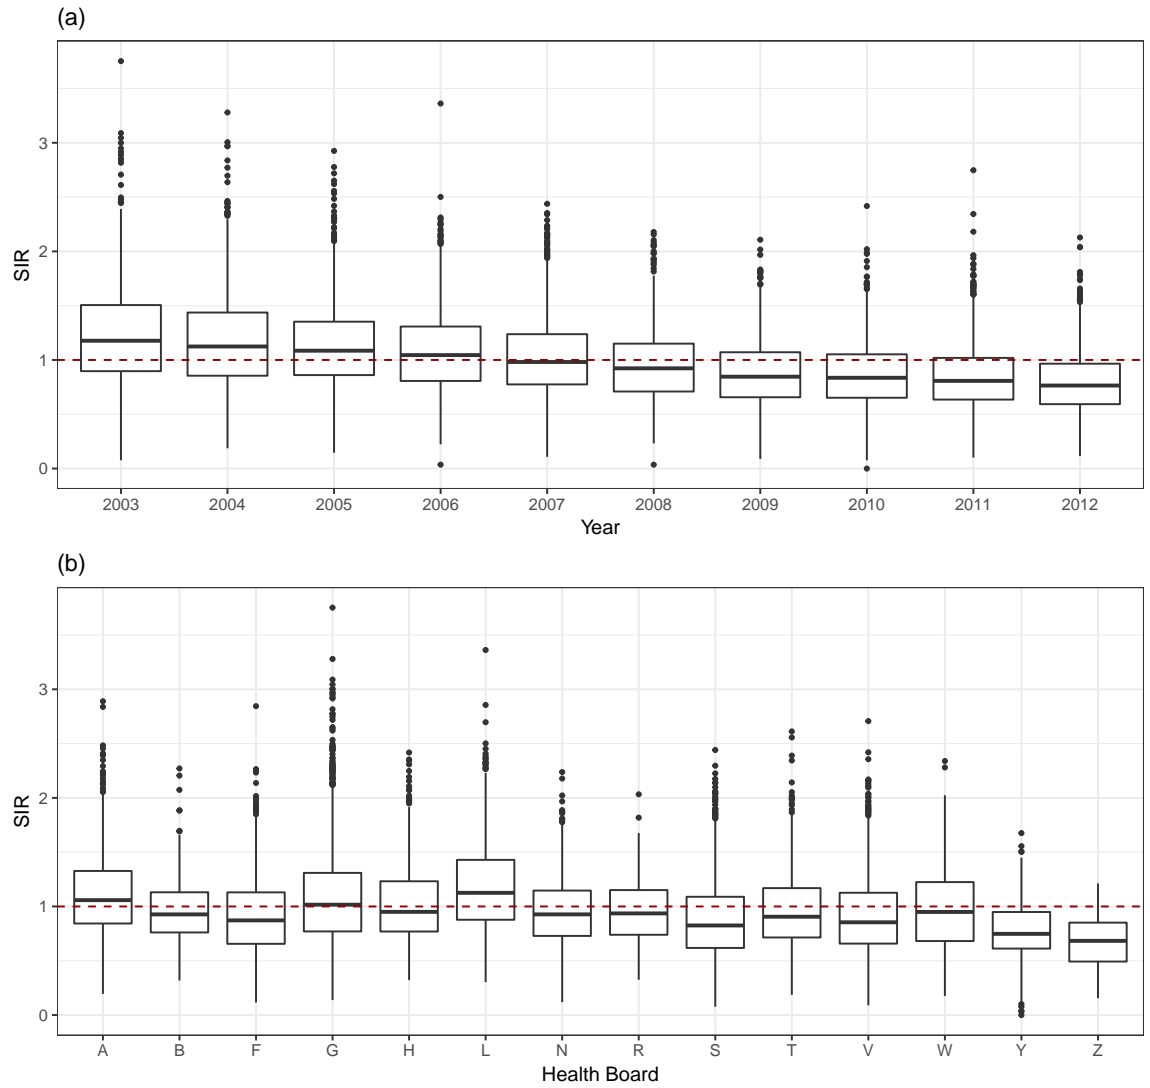 (a)
3
2
1
0
SIR
2003 2004 2005 2006 2007 2008 2009 2010 2011 2012
Year
(b)
3
2
1
0
SIR
A B F G H L N R S T V W Y Z
Health Board